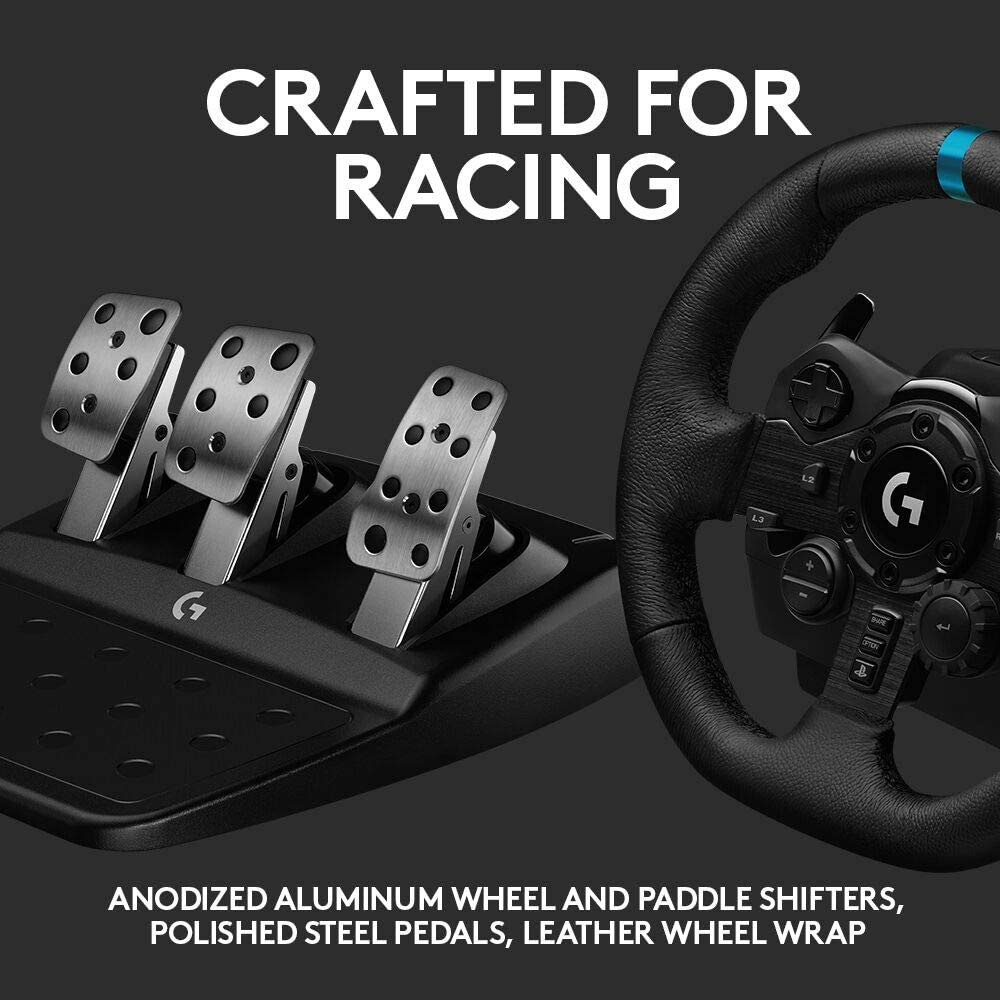 CRAFTED FOR
RACING
L2
L3
+
-
R
SHARE
OPTION
G
G
ANODIZED ALUMINUM WHEEL AND PADDLE SHIFTERS,
POLISHED STEEL PEDALS, LEATHER WHEEL WRAP